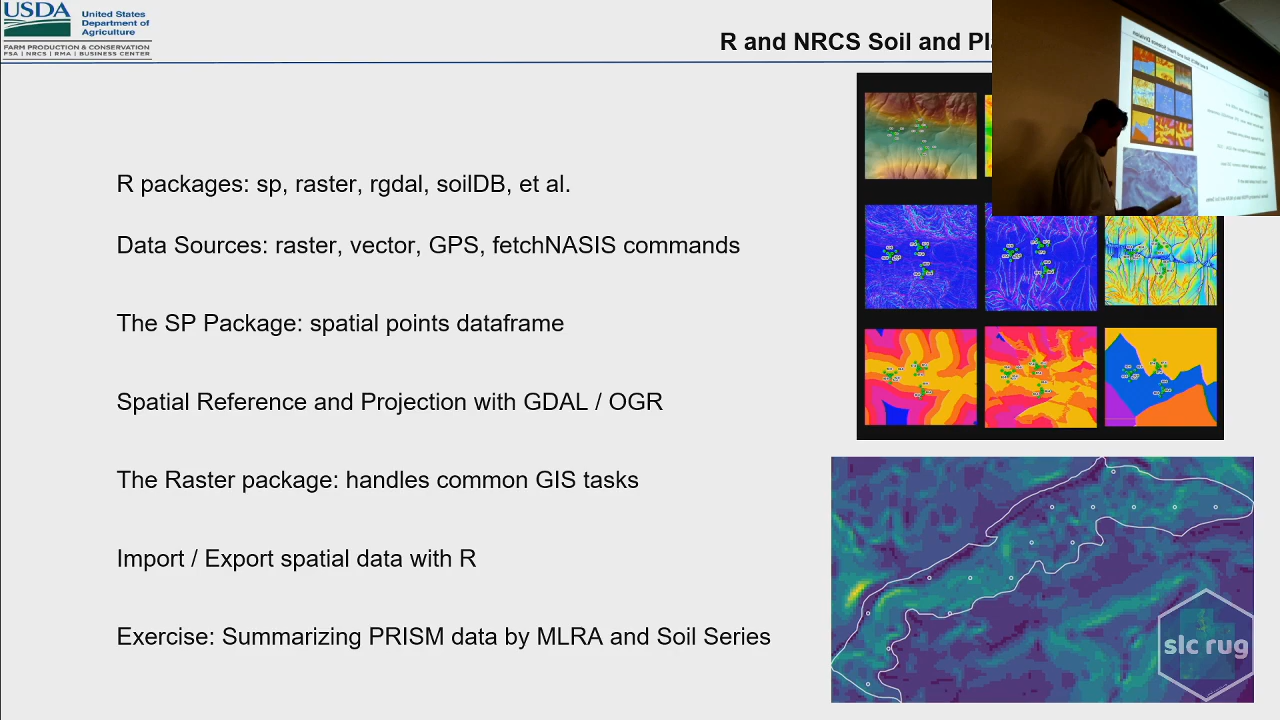 USDA
United States
Department of
Agriculture
FARM PRODUCTION & CONSERVATION
FSA | NRCS | RMA | BUSINESS CENTER
R and NRCS Soil and Pla
R packages: sp, raster, rgdal, soilDB, et al.
Data Sources: raster, vector, GPS, fetchNASIS commands
The SP Package: spatial points dataframe
Spatial Reference and Projection with GDAL / OGR
The Raster package: handles common GIS tasks
Import / Export spatial data with R
Exercise: Summarizing PRISM data by MLRA and Soil Series
slc rug